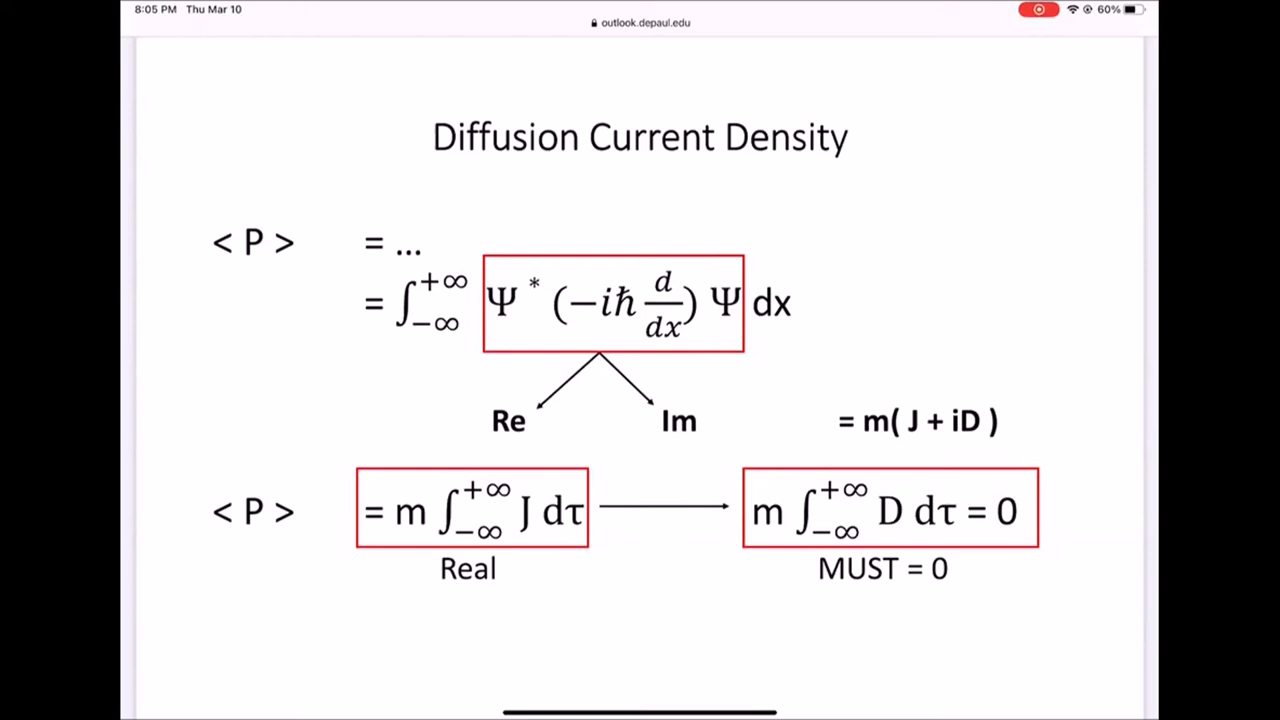 8:05 PM Thu Mar 10
outlook.depaul.edu
60%
Diffusion Current Density
< P > = ...
= ∫_{−∞}^{+∞} Ψ * (−iħ d/dx) Ψ dx
Re Im = m( J + iD )
< P > = m ∫_{−∞}^{+∞} J dτ m ∫_{−∞}^{+∞} D dτ = 0
Real MUST = 0